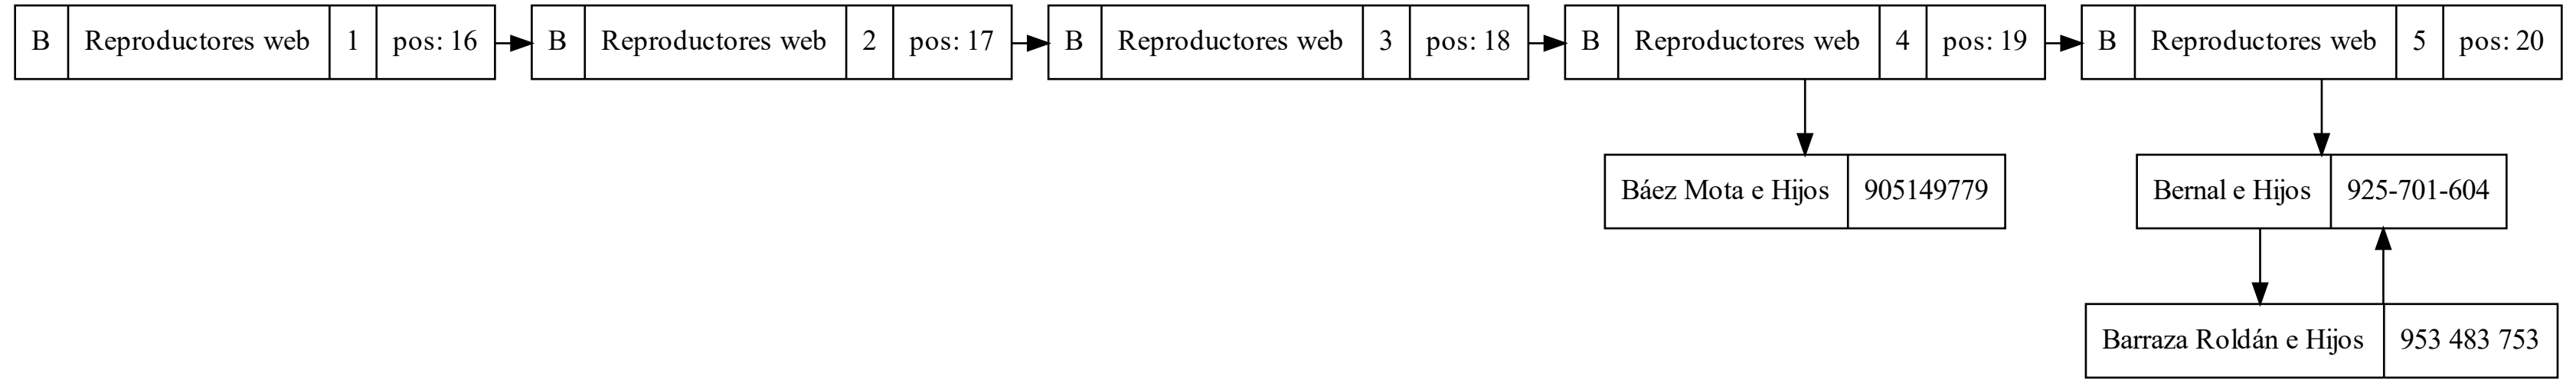 B Reproductores web 1 pos: 16 B Reproductores web 2 pos: 17 B Reproductores web 3 pos: 18 B Reproductores web 4 pos: 19 B Reproductores web 5 pos: 20
Báez Mota e Hijos 905149779 Bernal e Hijos 925-701-604
Barraza Roldán e Hijos 953 483 753